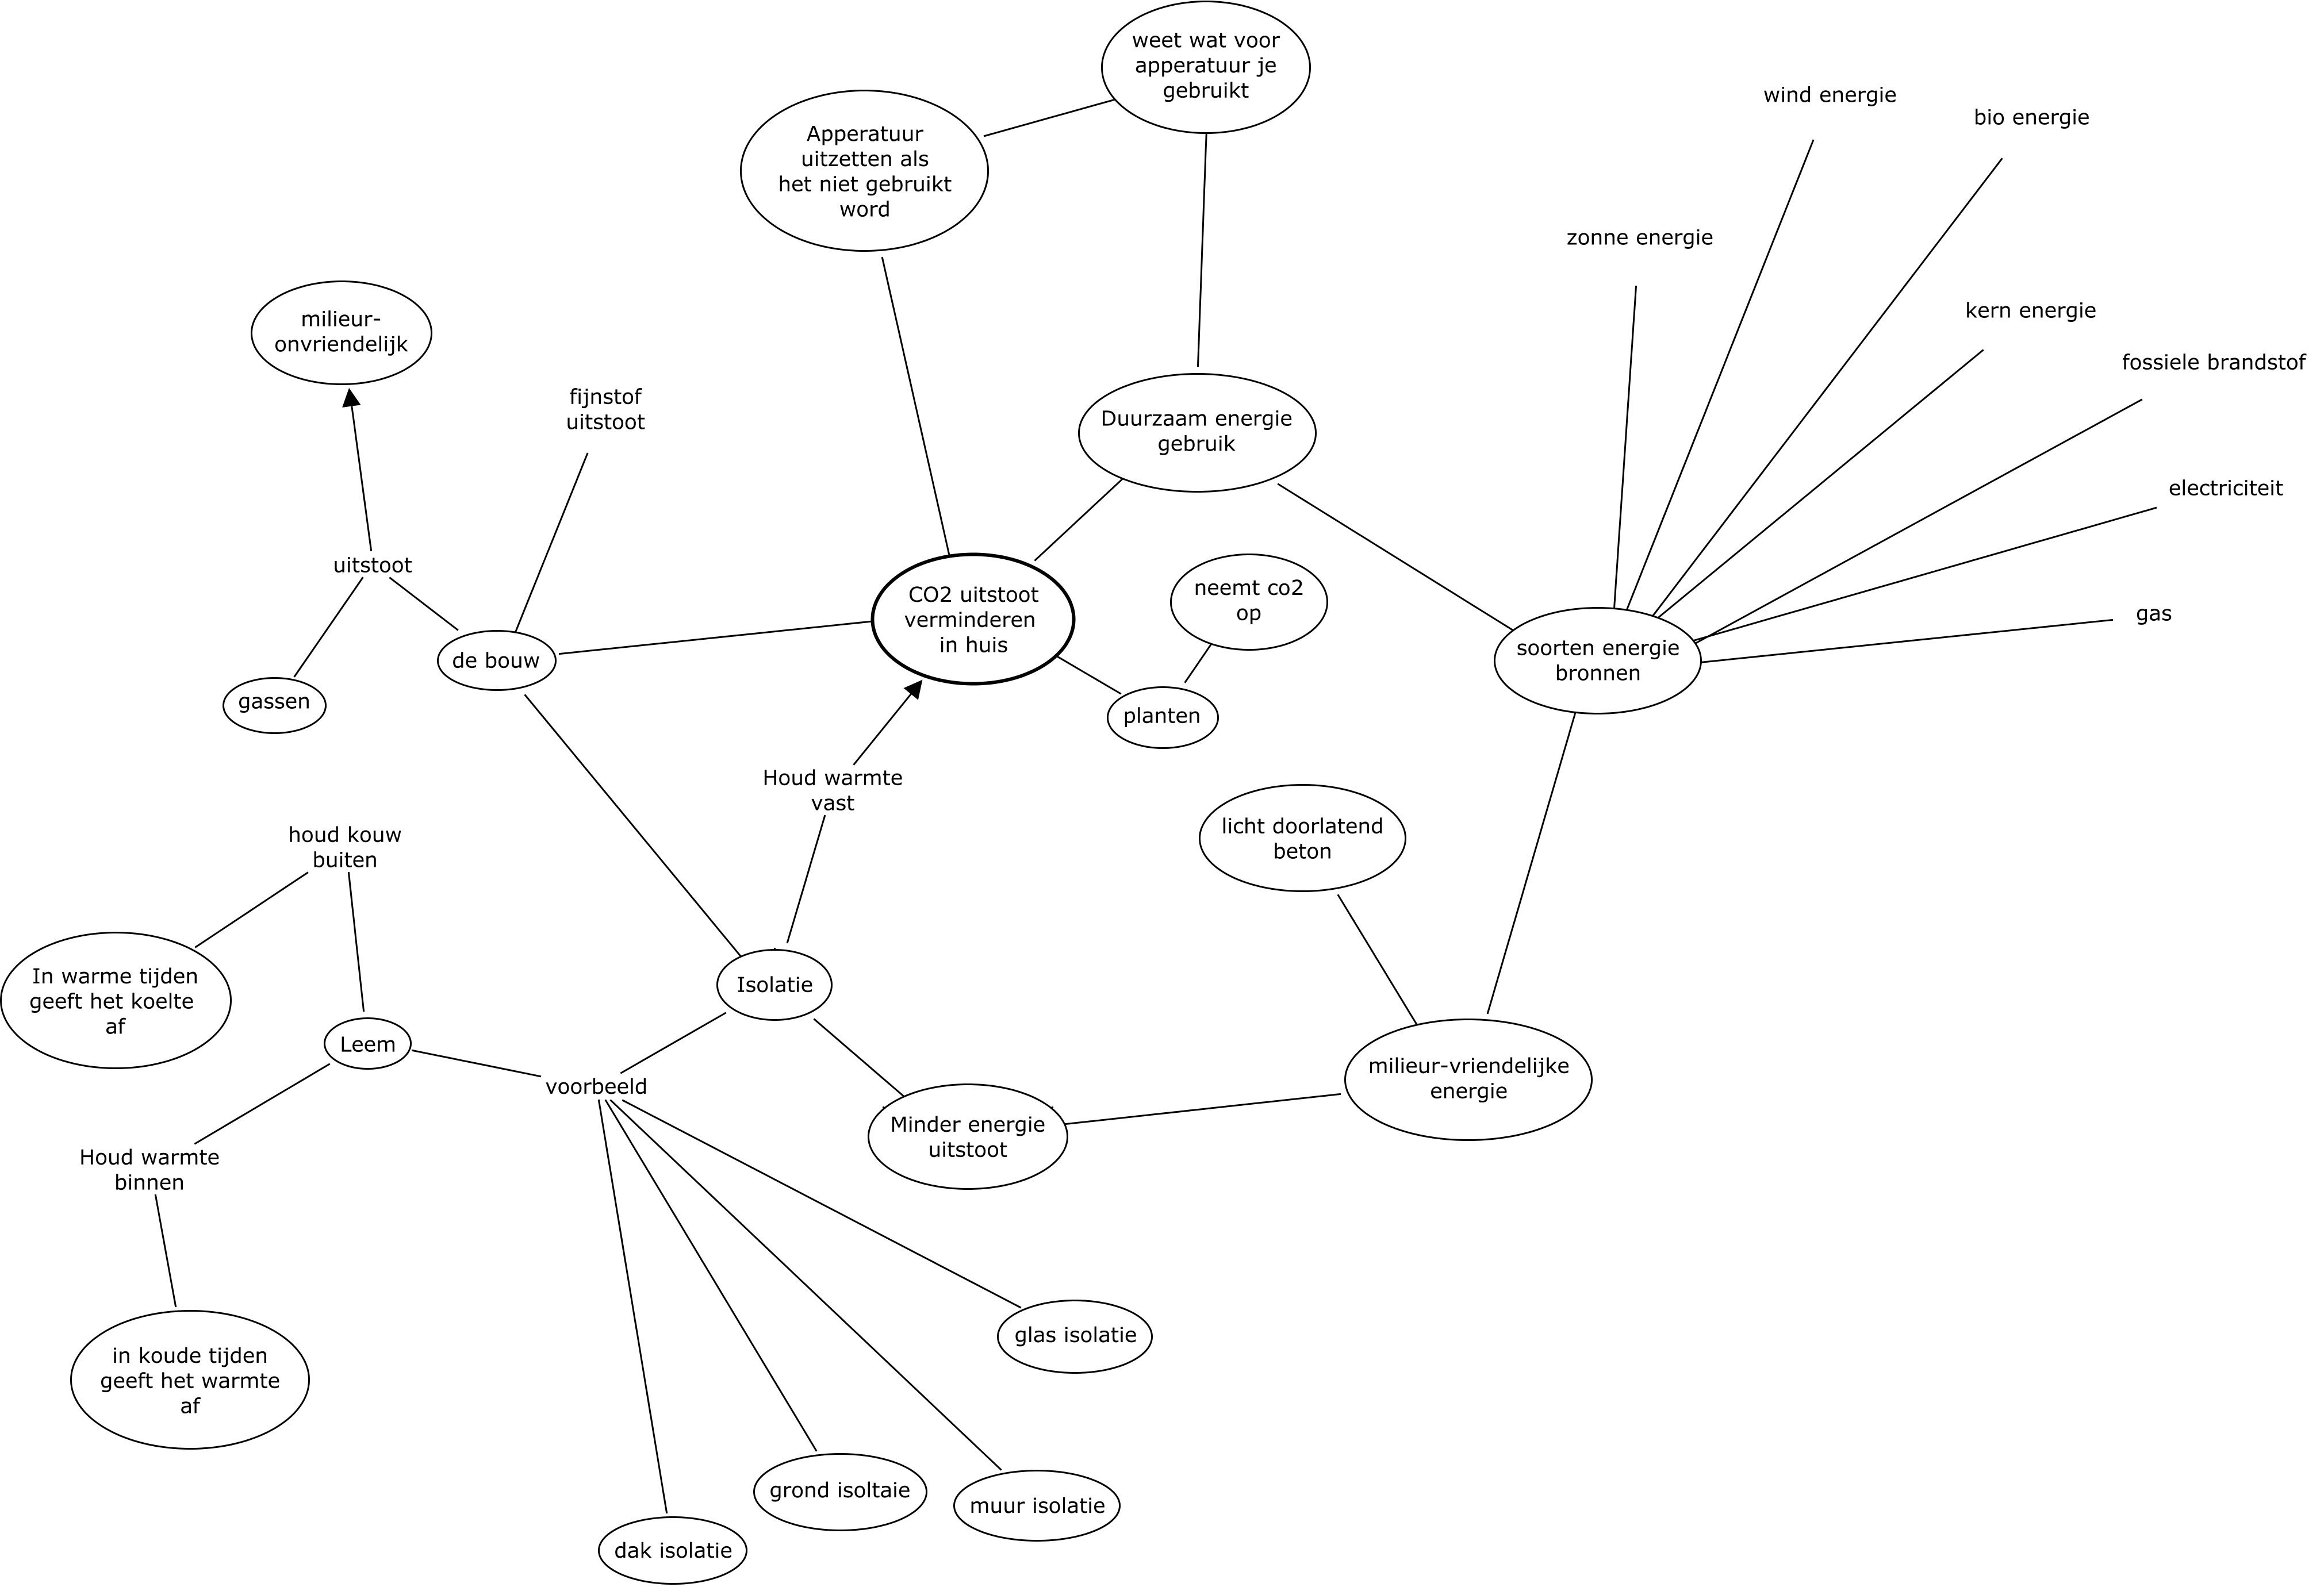 weet wat voor
apperatuur je
gebruikt
Apperatuur
uitzetten als
het niet gebruikt
word
wind energie
bio energie
zonne energie
kern energie
fossiele brandstof
electriciteit
gas
milieur-
onvriendelijk
fijnstof
uitstoot
Duurzaam energie
gebruik
uitstoot
CO2 uitstoot
verminderen
in huis
neemt co2
op
de bouw
gassen
planten
soorten energie
bronnen
Houd warmte
vast
houd kouw
buiten
licht doorlatend
beton
In warme tijden
geeft het koelte
af
Isolatie
Leem
voorbeeld
milieur-vriendelijke
energie
Minder energie
uitstoot
Houd warmte
binnen
glas isolatie
in koude tijden
geeft het warmte
af
grond isoltaie
muur isolatie
dak isolatie